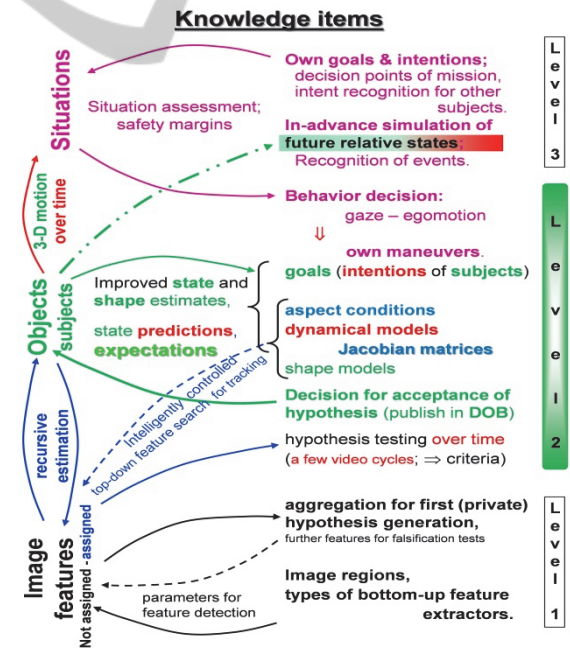 Knowledge items
Situations
Own goals & intentions;
decision points of mission,
intent recognition for other
subjects.
Situation assessment;
safety margins
In-advance simulation of
future relative states;
Recognition of events.
Level 3
3-D motion
over time
Behavior decision:
gaze – egomotion
⇓
own maneuvers.
Objects
subjects
Improved state and
shape estimates,
goals (intentions of subjects)
state predictions,
expectations
aspect conditions
dynamical models
Jacobian matrices
shape models
Intelligently controlled
top-down feature search for tracking
Decision for acceptance of
hypothesis (publish in DOB)
Level 2
recursive
estimation
hypothesis testing over time
(a few video cycles; ⇒ criteria)
Image
features
Not assigned - assigned
aggregation for first (private)
hypothesis generation,
further features for falsification tests
parameters for
feature detection
Image regions,
types of bottom-up feature
extractors.
Level 1